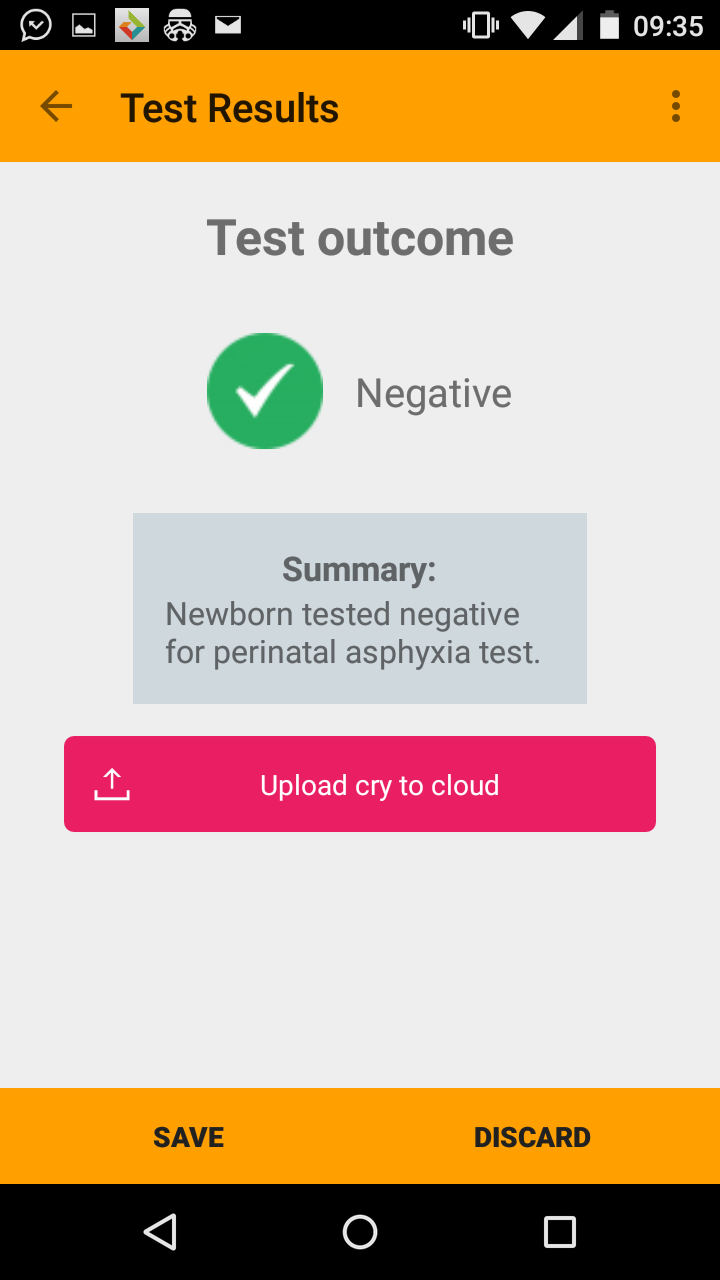 09:35
Test Results
Test outcome
Negative
Summary:
Newborn tested negative
for perinatal asphyxia test.
Upload cry to cloud
SAVE DISCARD